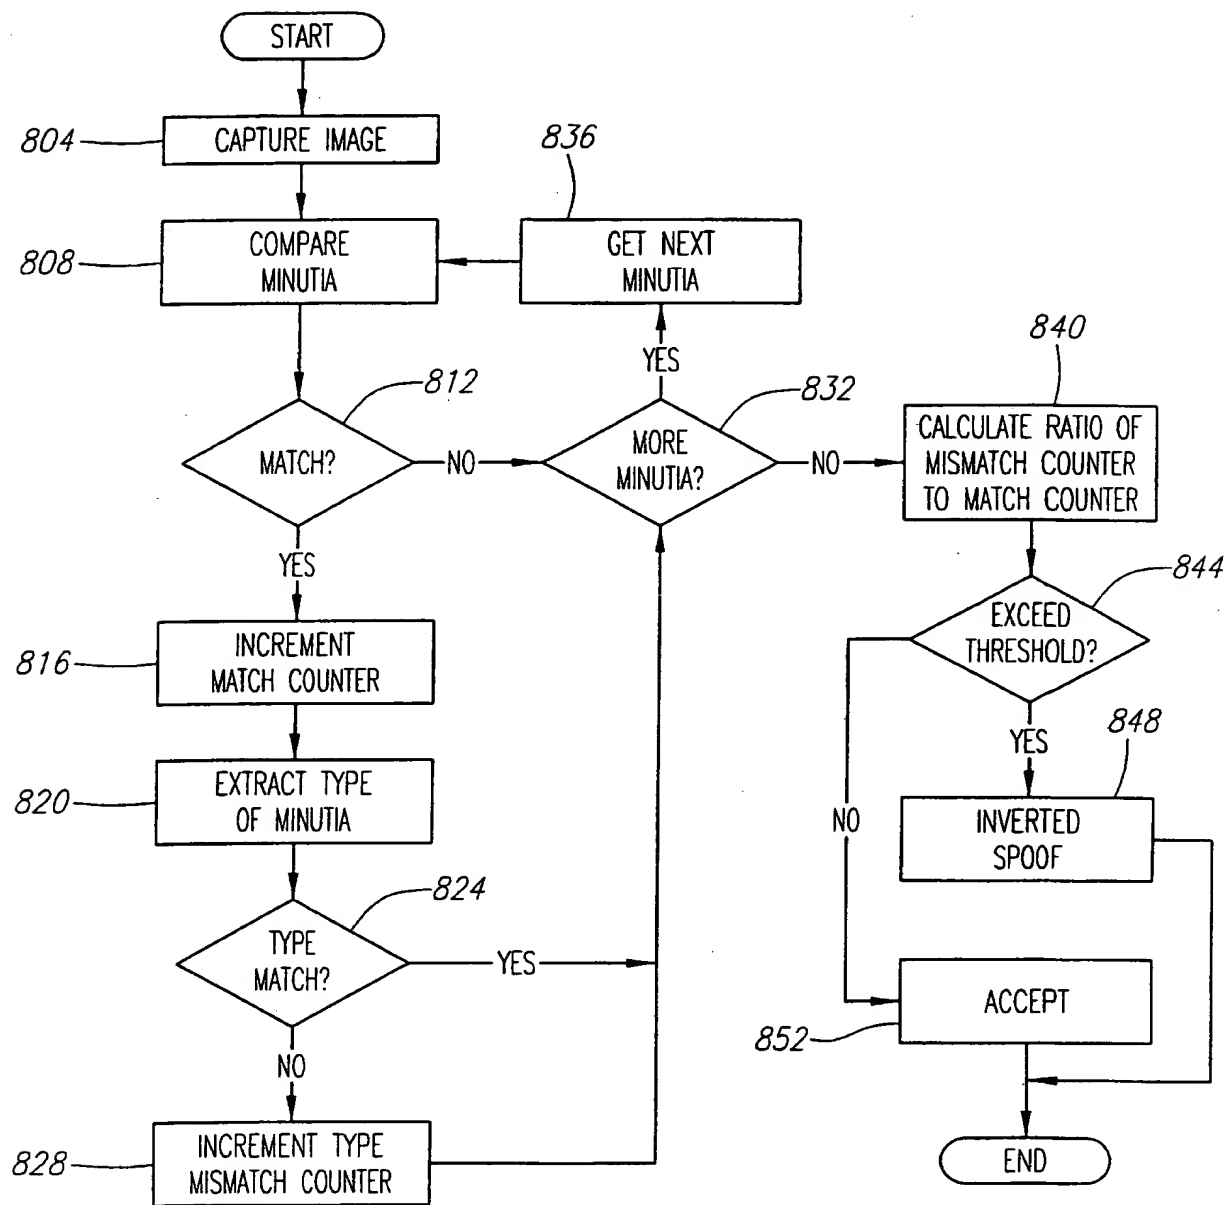 START
804
CAPTURE IMAGE
836
808
COMPARE
MINUTIA
GET NEXT
MINUTIA
840
YES
812
832
MATCH?
NO
MORE
MINUTIA?
NO
CALCULATE RATIO OF
MISMATCH COUNTER
TO MATCH COUNTER
YES
844
EXCEED
THRESHOLD?
816
INCREMENT
MATCH COUNTER
YES
848
820
EXTRACT TYPE
OF MINUTIA
NO
INVERTED
SPOOF
824
TYPE
MATCH?
YES
ACCEPT
852
NO
828
INCREMENT TYPE
MISMATCH COUNTER
END